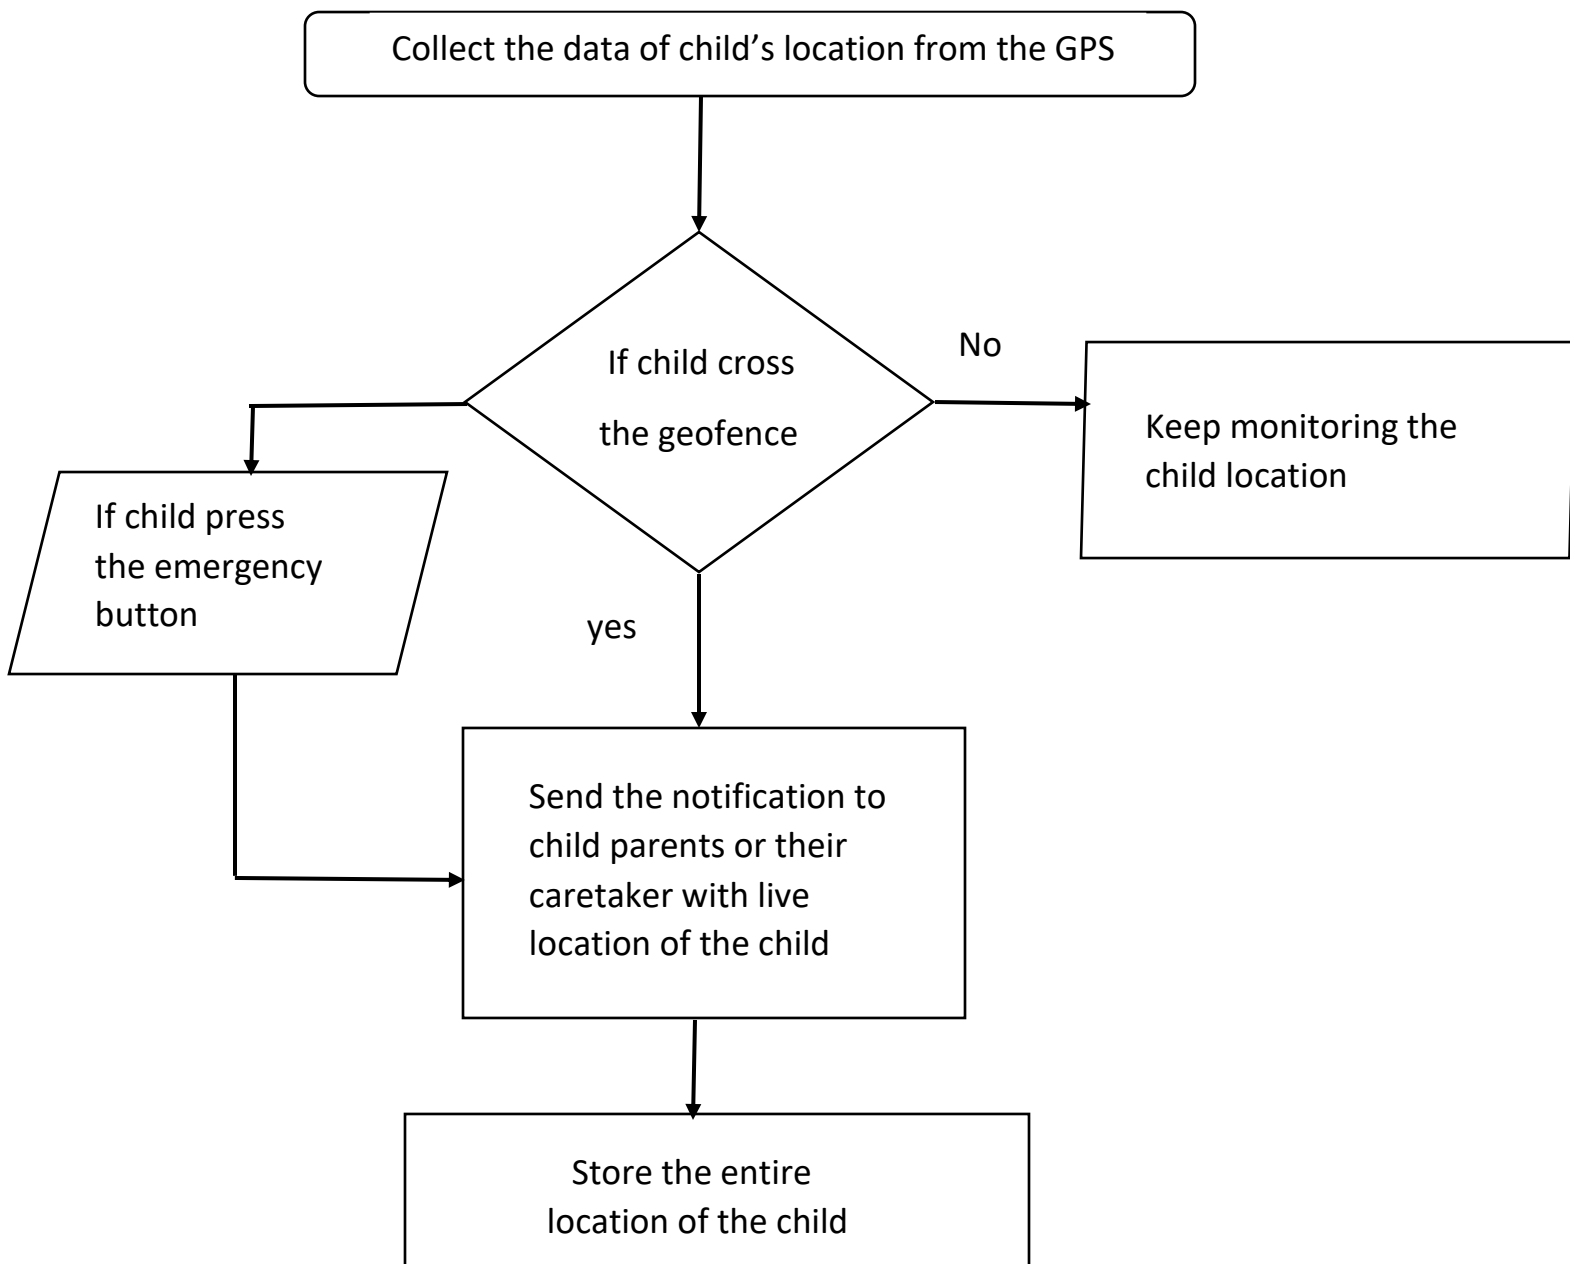 Collect the data of child’s location from the GPS
If child cross
the geofence
No
Keep monitoring the
child location
If child press
the emergency
button
yes
Send the notification to
child parents or their
caretaker with live
location of the child
Store the entire
location of the child